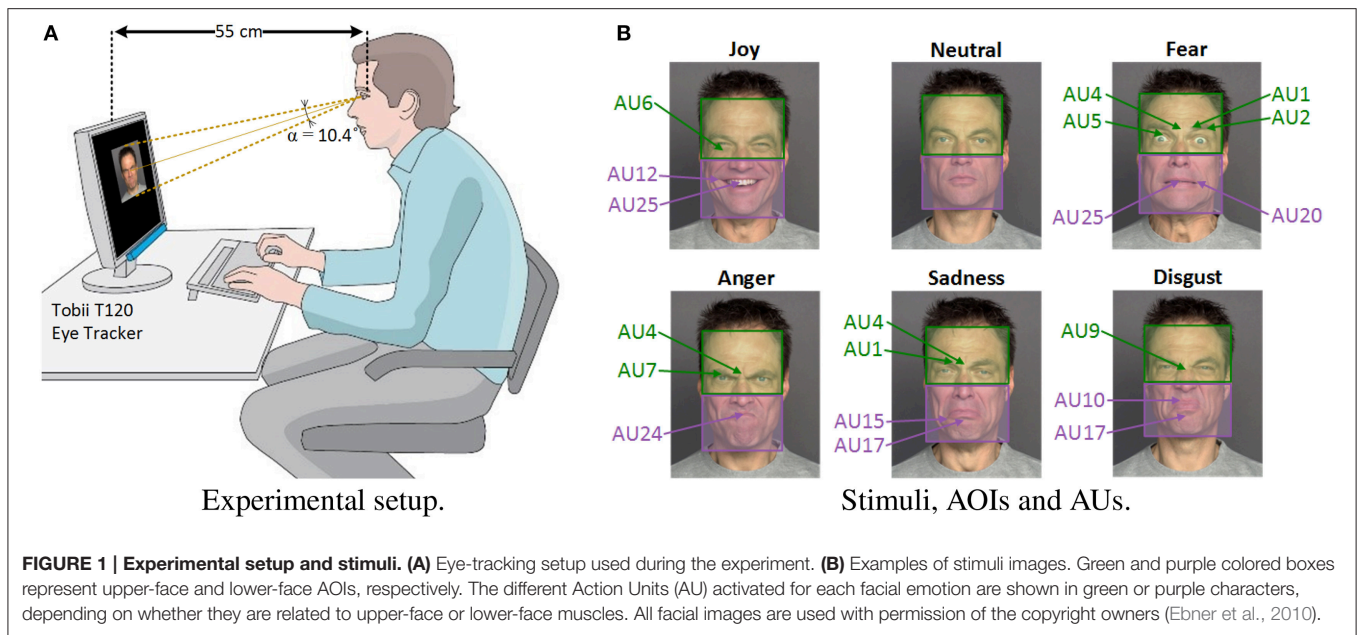 A
55 cm
α = 10.4°
Tobii T120
Eye Tracker
Experimental setup.
B
Joy
Neutral
Fear
AU6
AU12
AU25
AU4
AU1
AU5
AU2
AU25
AU20
Anger
Sadness
Disgust
AU4
AU7
AU24
AU4
AU1
AU15
AU17
AU9
AU10
AU17
Stimuli, AOIs and AUs.
FIGURE 1 | Experimental setup and stimuli. (A) Eye-tracking setup used during the experiment. (B) Examples of stimuli images. Green and purple colored boxes
represent upper-face and lower-face AOIs, respectively. The different Action Units (AU) activated for each facial emotion are shown in green or purple characters,
depending on whether they are related to upper-face or lower-face muscles. All facial images are used with permission of the copyright owners (Ebner et al., 2010).